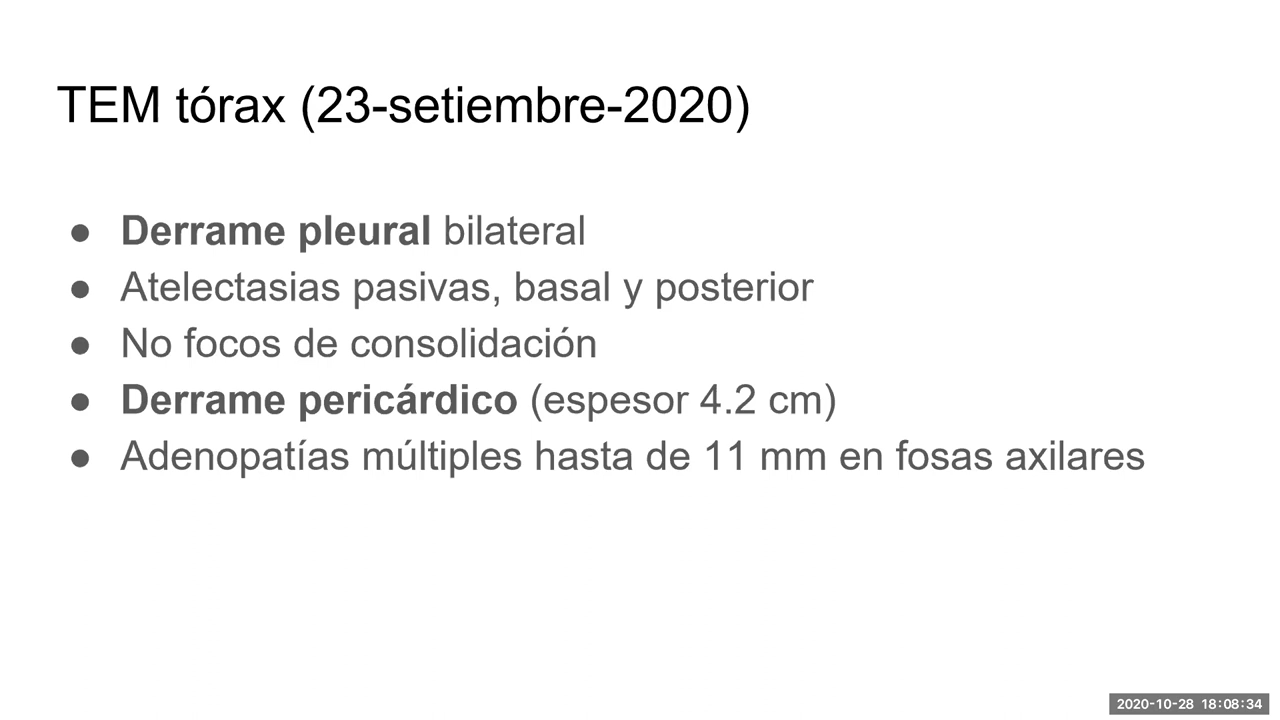 TEM tórax (23-setiembre-2020)
● Derrame pleural bilateral
● Atelectasias pasivas, basal y posterior
● No focos de consolidación
● Derrame pericárdico (espesor 4.2 cm)
● Adenopatías múltiples hasta de 11 mm en fosas axilares
2020-10-28 18:08:34